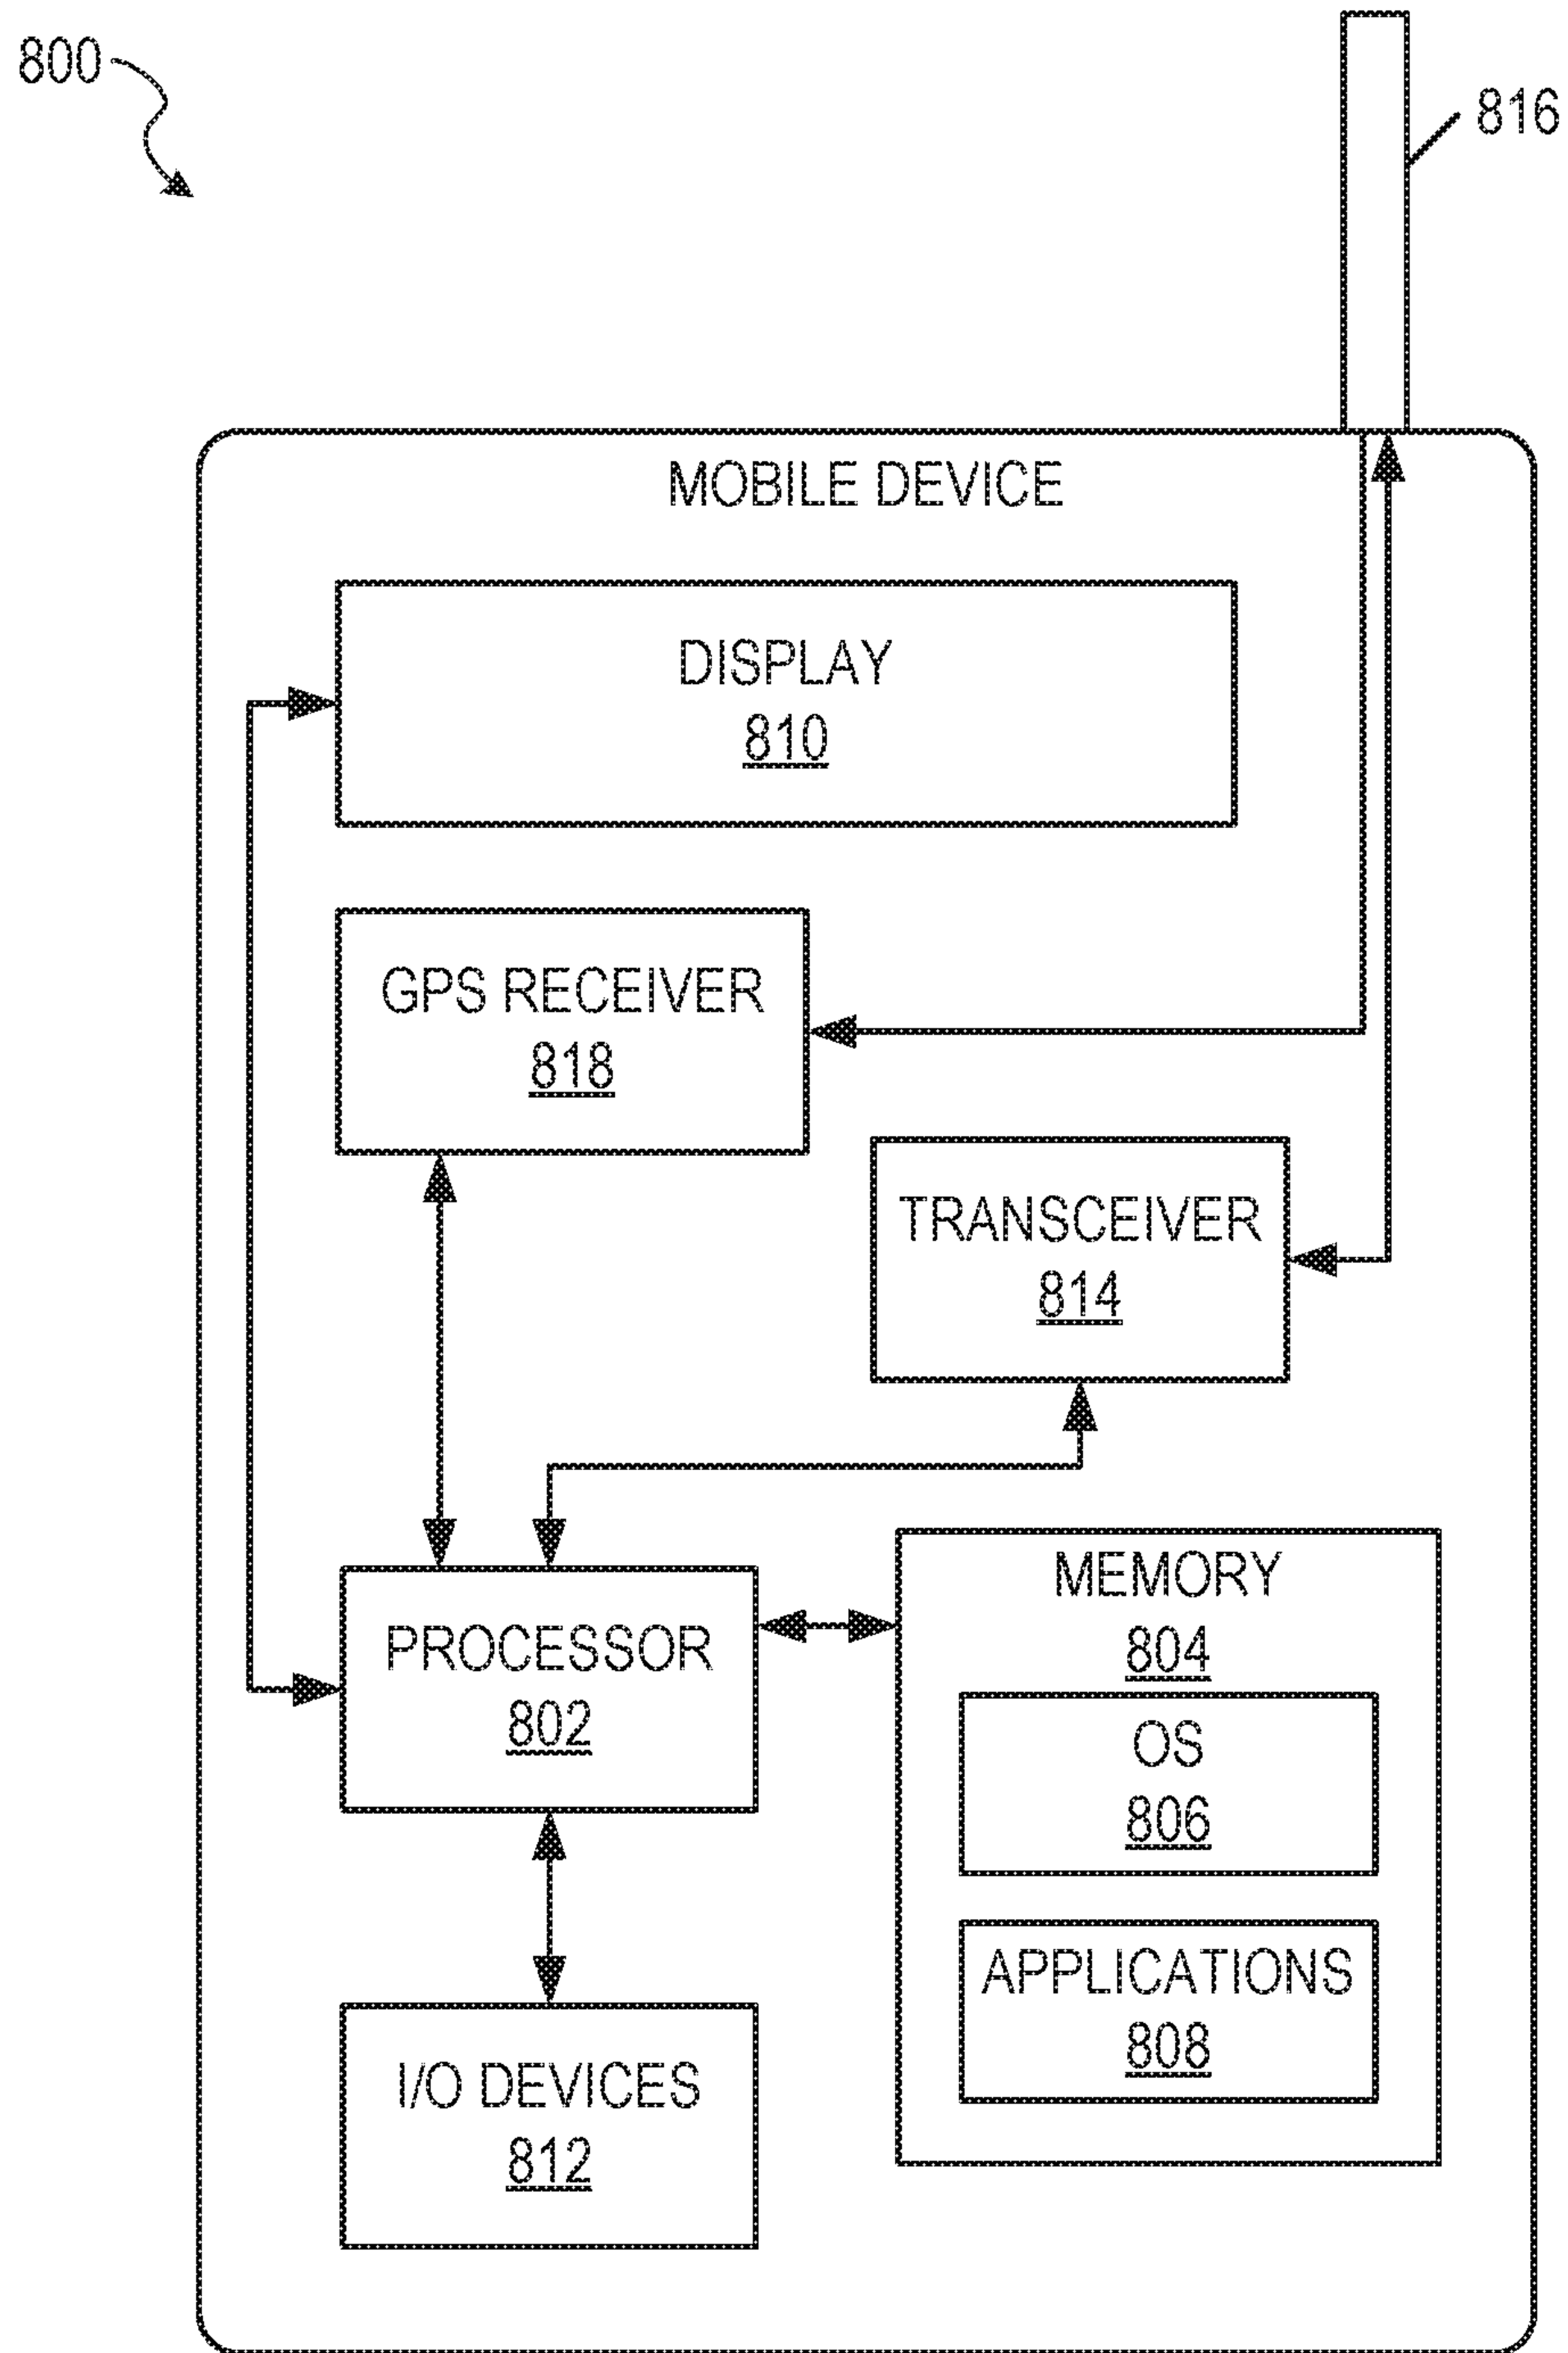 800
816
MOBILE DEVICE
DISPLAY
810
GPS RECEIVER
818
TRANSCEIVER
814
PROCESSOR
802
MEMORY
804
OS
806
APPLICATIONS
808
I/O DEVICES
812